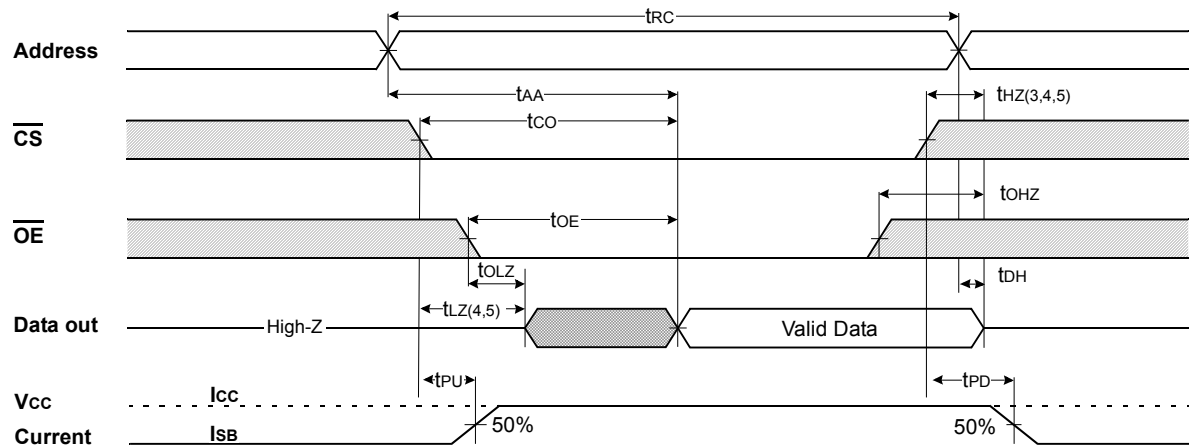 tRC
Address
tAA
tHZ(3,4,5)
CS
tCO
tOHZ
OE
tOE
tOLZ
tDH
tLZ(4,5)
Data out
High-Z
Valid Data
tPU
tPD
VCC
ICC
50%
50%
Current
ISB